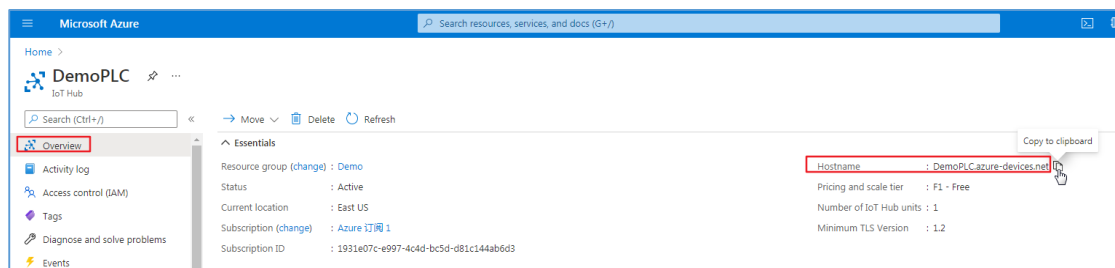 Microsoft Azure
Search resources, services, and docs (G+/)
Home >
DemoPLC
IoT Hub
Search (Ctrl+/)
Move
Delete
Refresh
Overview
Activity log
Access control (IAM)
Tags
Diagnose and solve problems
Events
Essentials
Copy to clipboard
Resource group (change) : Demo
Status : Active
Current location : East US
Subscription (change) : Azure 订阅 1
Subscription ID : 1931e07c-e997-4c4d-bc5d-d81c144ab6d3
Hostname : DemoPLC.azure-devices.net
Pricing and scale tier : F1 - Free
Number of IoT Hub units : 1
Minimum TLS Version : 1.2